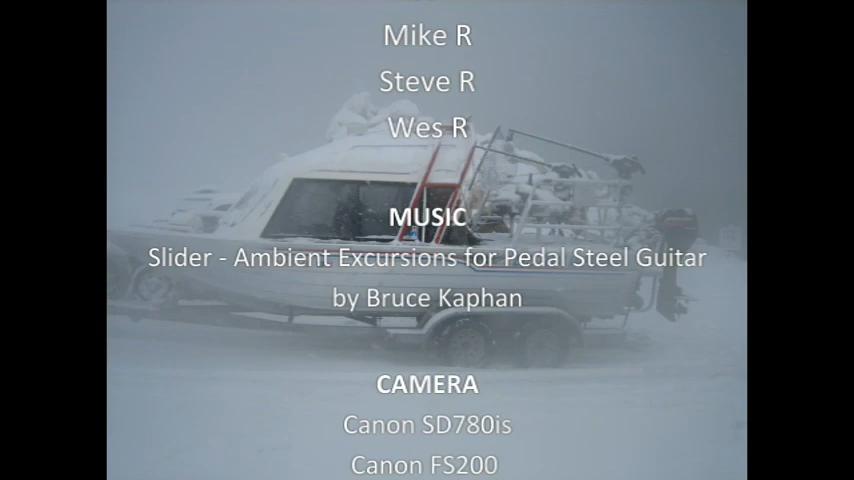 Mike R
Steve R
Wes R
MUSIC
Slider - Ambient Excursions for Pedal Steel Guitar
by Bruce Kaphan
CAMERA
Canon SD780is
Canon FS200